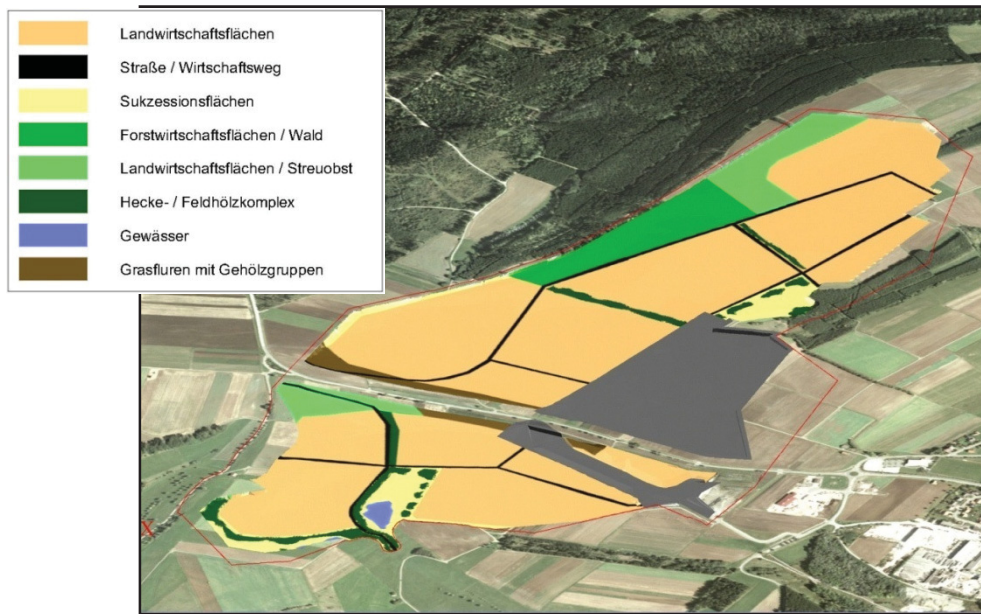 Landwirtschaftsflächen
Straße / Wirtschaftsweg
Sukzessionsflächen
Forstwirtschaftsflächen / Wald
Landwirtschaftsflächen / Streuobst
Hecke- / Feldhölzkomplex
Gewässer
Grasfluren mit Gehölzgruppen
X